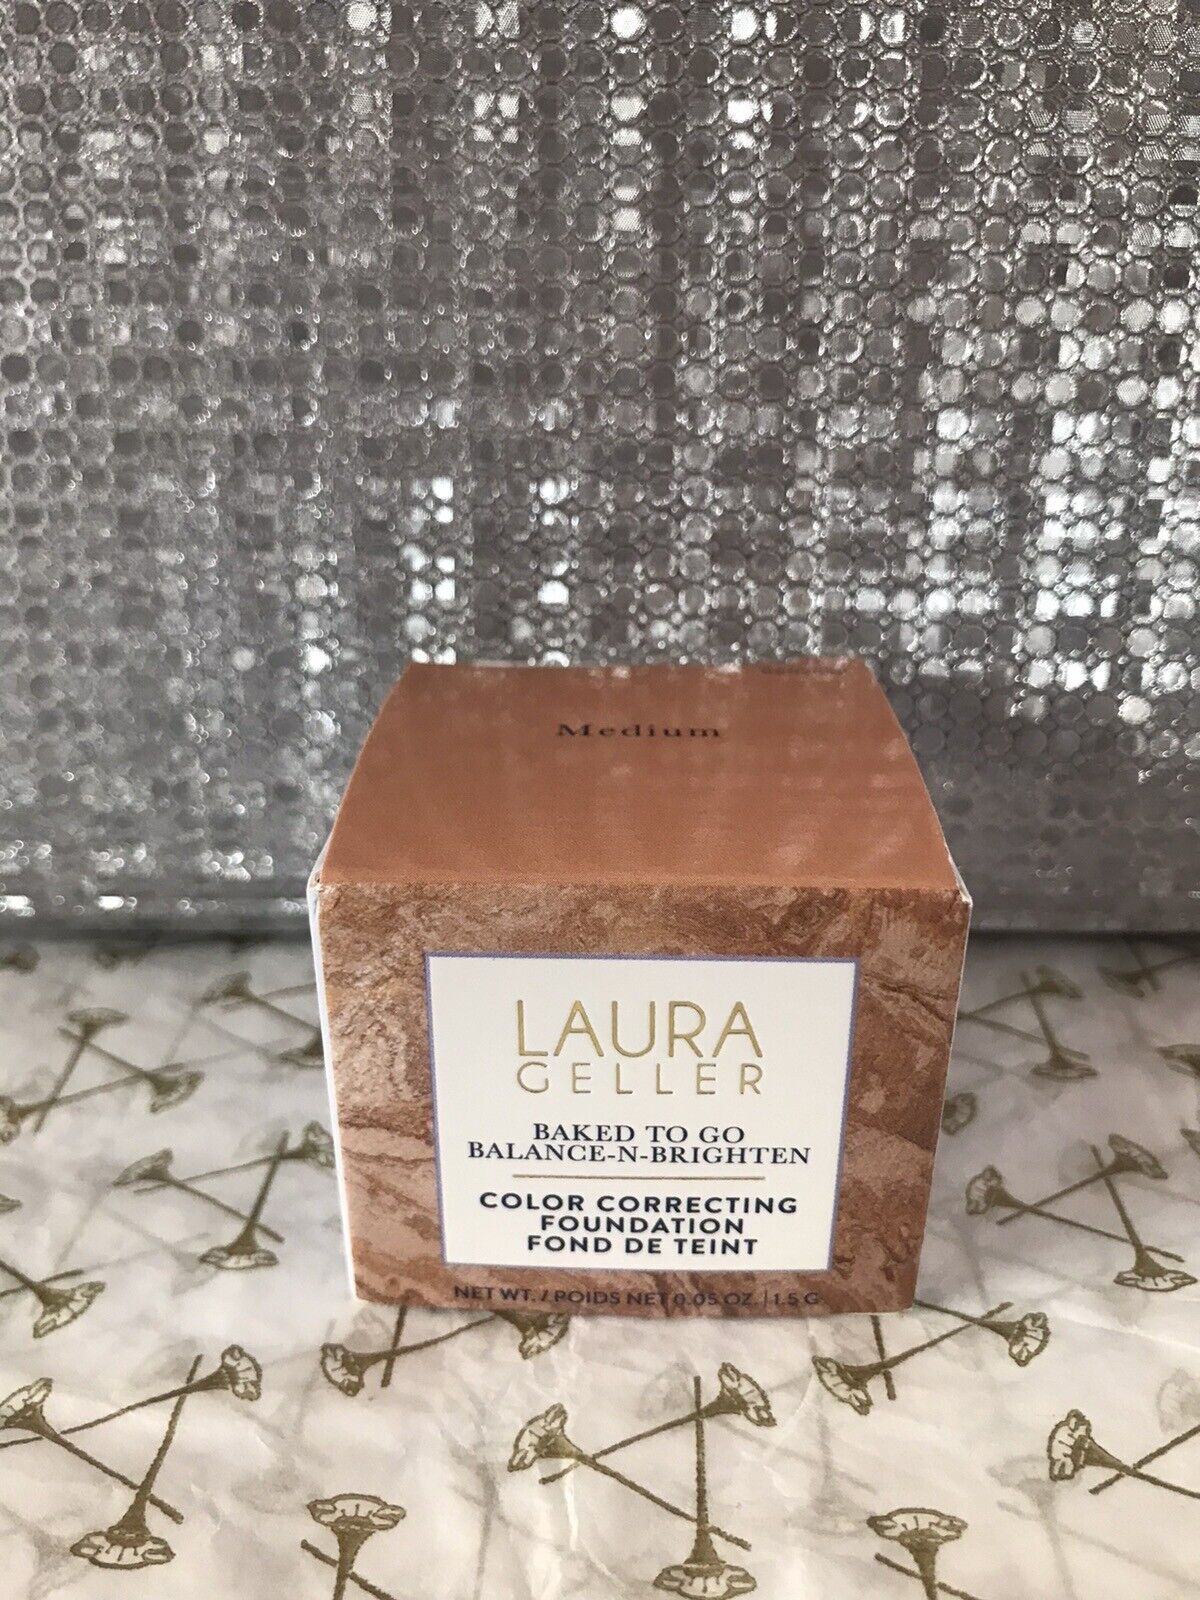 Medium
LAURA
GELLER
BAKED TO GO
BALANCE-N-BRIGHTEN
COLOR CORRECTING
FOUNDATION
FOND DE TEINT
NET WT. / POIDS NET 0.05 OZ. | 1.5 G